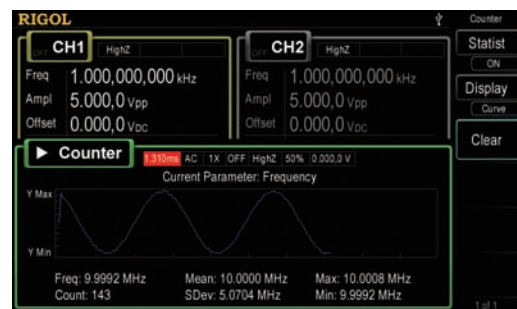 RIGOL
Counter
OFF CH1 HighZ
Freq 1.000,000,000 kHz
Ampl 5.000,0 Vpp
Offset 0.000,0 VDC
OFF CH2 HighZ
Freq 1.000,000,000 kHz
Ampl 5.000,0 Vpp
Offset 0.000,0 VDC
Statist
ON
Display
Curve
Clear
Counter 1.310ms AC 1X OFF HighZ 50% 0.000,0 V
Current Parameter: Frequency
Y Max
Y Min
Freq: 9.9992 MHz Mean: 10.0000 MHz Max: 10.0008 MHz
Count: 143 SDev: 5.0704 MHz Min: 9.9992 MHz
1 of 1